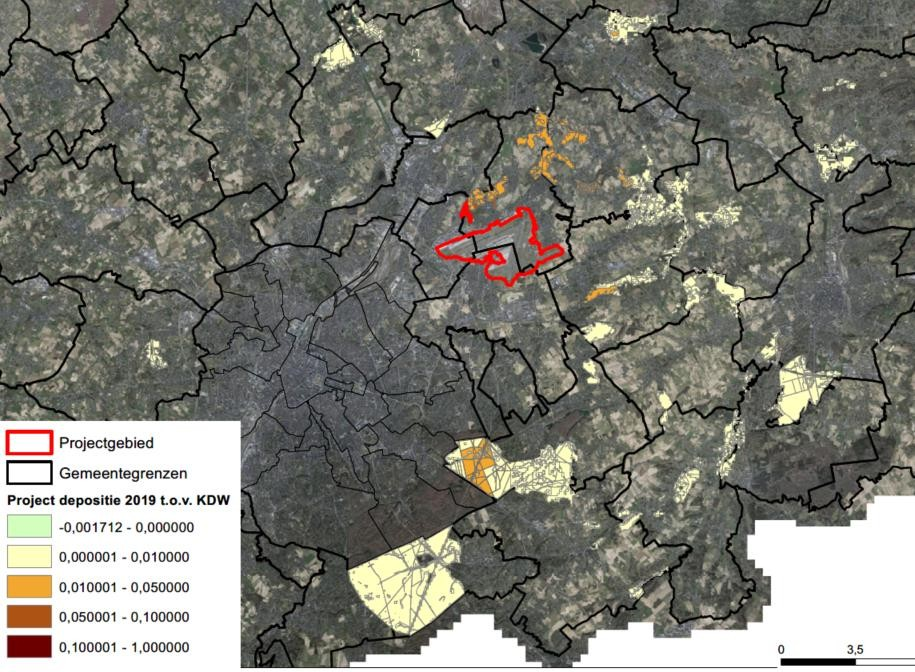 Projectgebied
Gemeentegrenzen
Project depositie 2019 t.o.v. KDW
-0,001712 - 0,000000
0,000001 - 0,010000
0,010001 - 0,050000
0,050001 - 0,100000
0,100001 - 1,000000
0 3,5